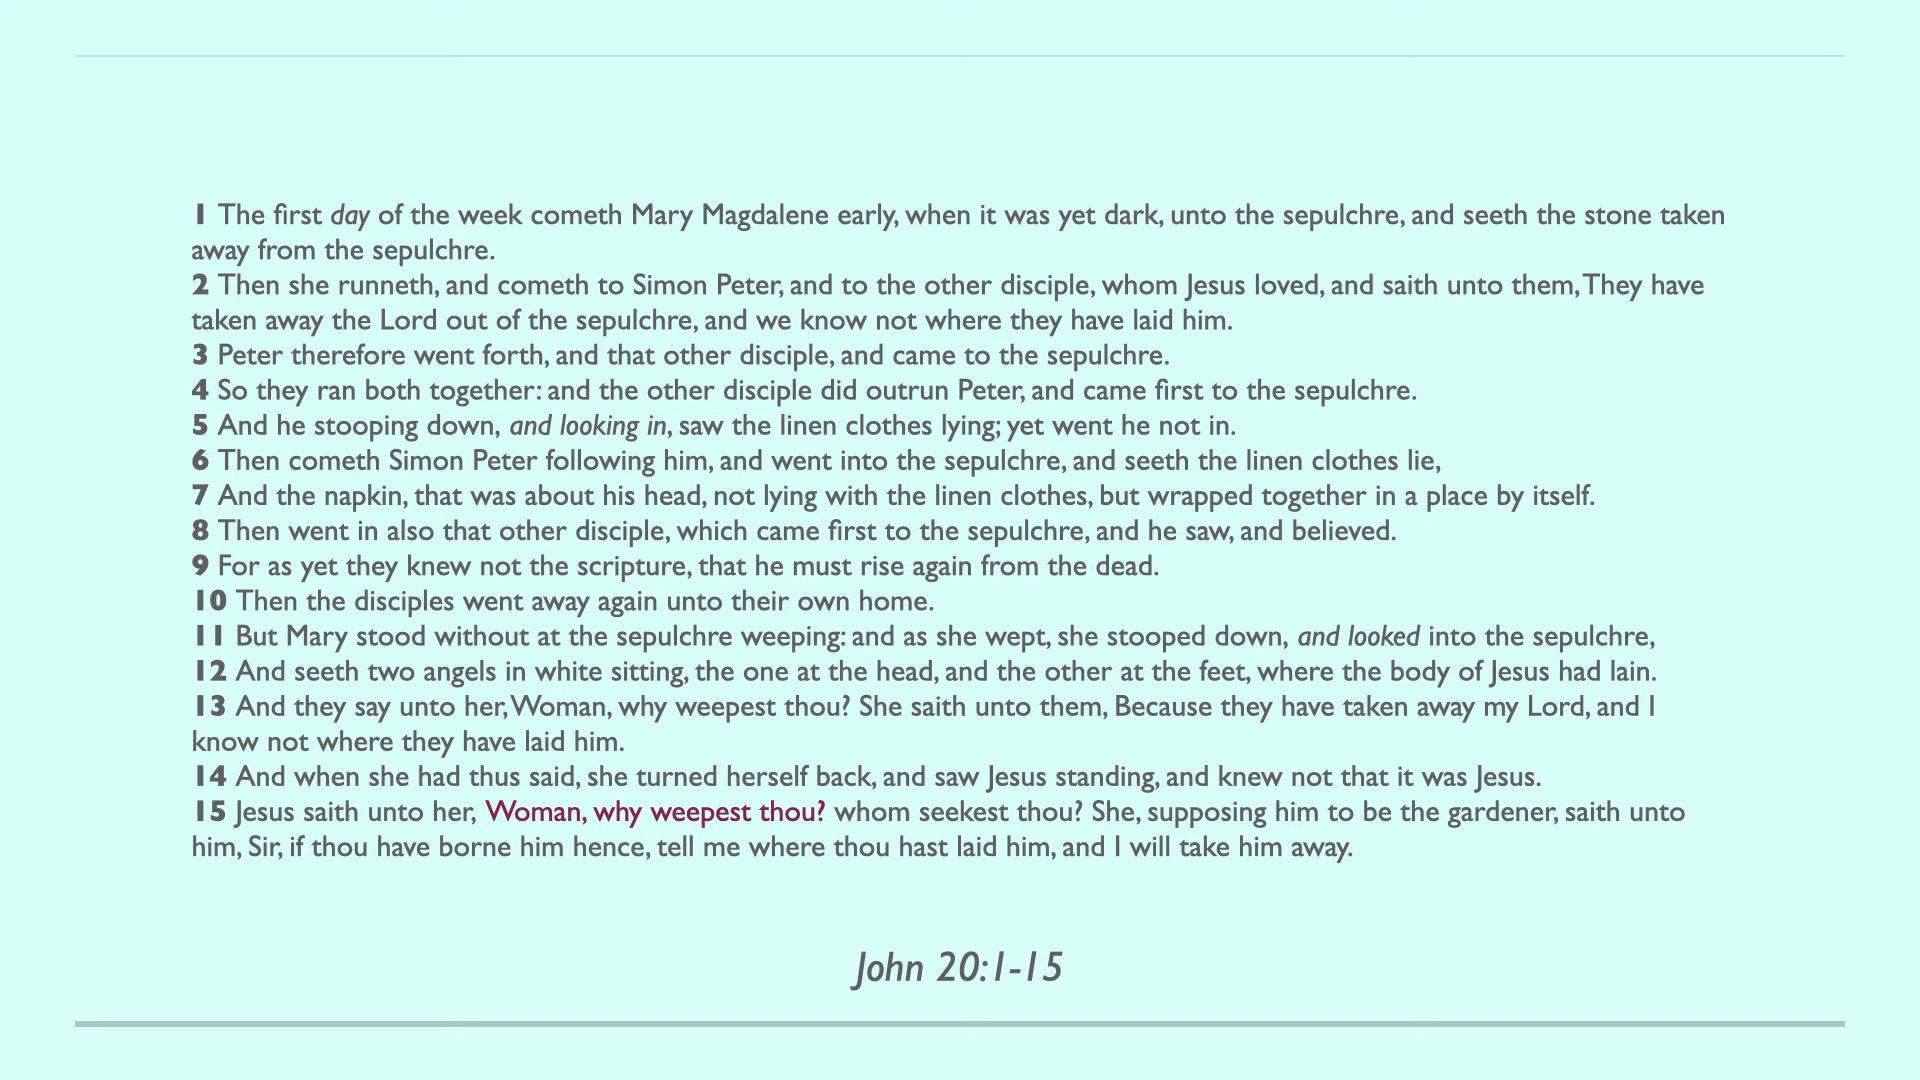 1 The first day of the week cometh Mary Magdalene early, when it was yet dark, unto the sepulchre, and seeth the stone taken
away from the sepulchre.
2 Then she runneth, and cometh to Simon Peter, and to the other disciple, whom Jesus loved, and saith unto them, They have
taken away the Lord out of the sepulchre, and we know not where they have laid him.
3 Peter therefore went forth, and that other disciple, and came to the sepulchre.
4 So they ran both together: and the other disciple did outrun Peter, and came first to the sepulchre.
5 And he stooping down, and looking in, saw the linen clothes lying; yet went he not in.
6 Then cometh Simon Peter following him, and went into the sepulchre, and seeth the linen clothes lie,
7 And the napkin, that was about his head, not lying with the linen clothes, but wrapped together in a place by itself.
8 Then went in also that other disciple, which came first to the sepulchre, and he saw, and believed.
9 For as yet they knew not the scripture, that he must rise again from the dead.
10 Then the disciples went away again unto their own home.
11 But Mary stood without at the sepulchre weeping: and as she wept, she stooped down, and looked into the sepulchre,
12 And seeth two angels in white sitting, the one at the head, and the other at the feet, where the body of Jesus had lain.
13 And they say unto her, Woman, why weepest thou? She saith unto them, Because they have taken away my Lord, and I
know not where they have laid him.
14 And when she had thus said, she turned herself back, and saw Jesus standing, and knew not that it was Jesus.
15 Jesus saith unto her, Woman, why weepest thou? whom seekest thou? She, supposing him to be the gardener, saith unto
him, Sir, if thou have borne him hence, tell me where thou hast laid him, and I will take him away.
John 20:1-15